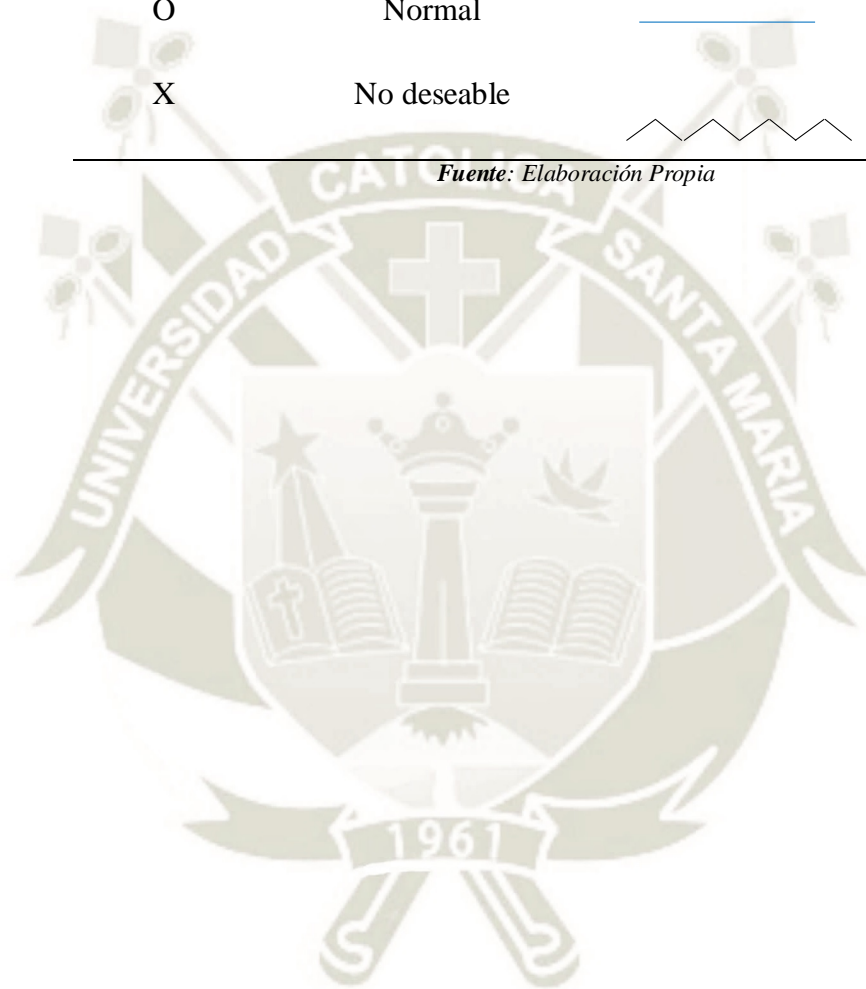 O Normal
X No deseable
Fuente: Elaboración Propia
CATOLICA
UNIVERSIDAD
SANTA MARIA
1961